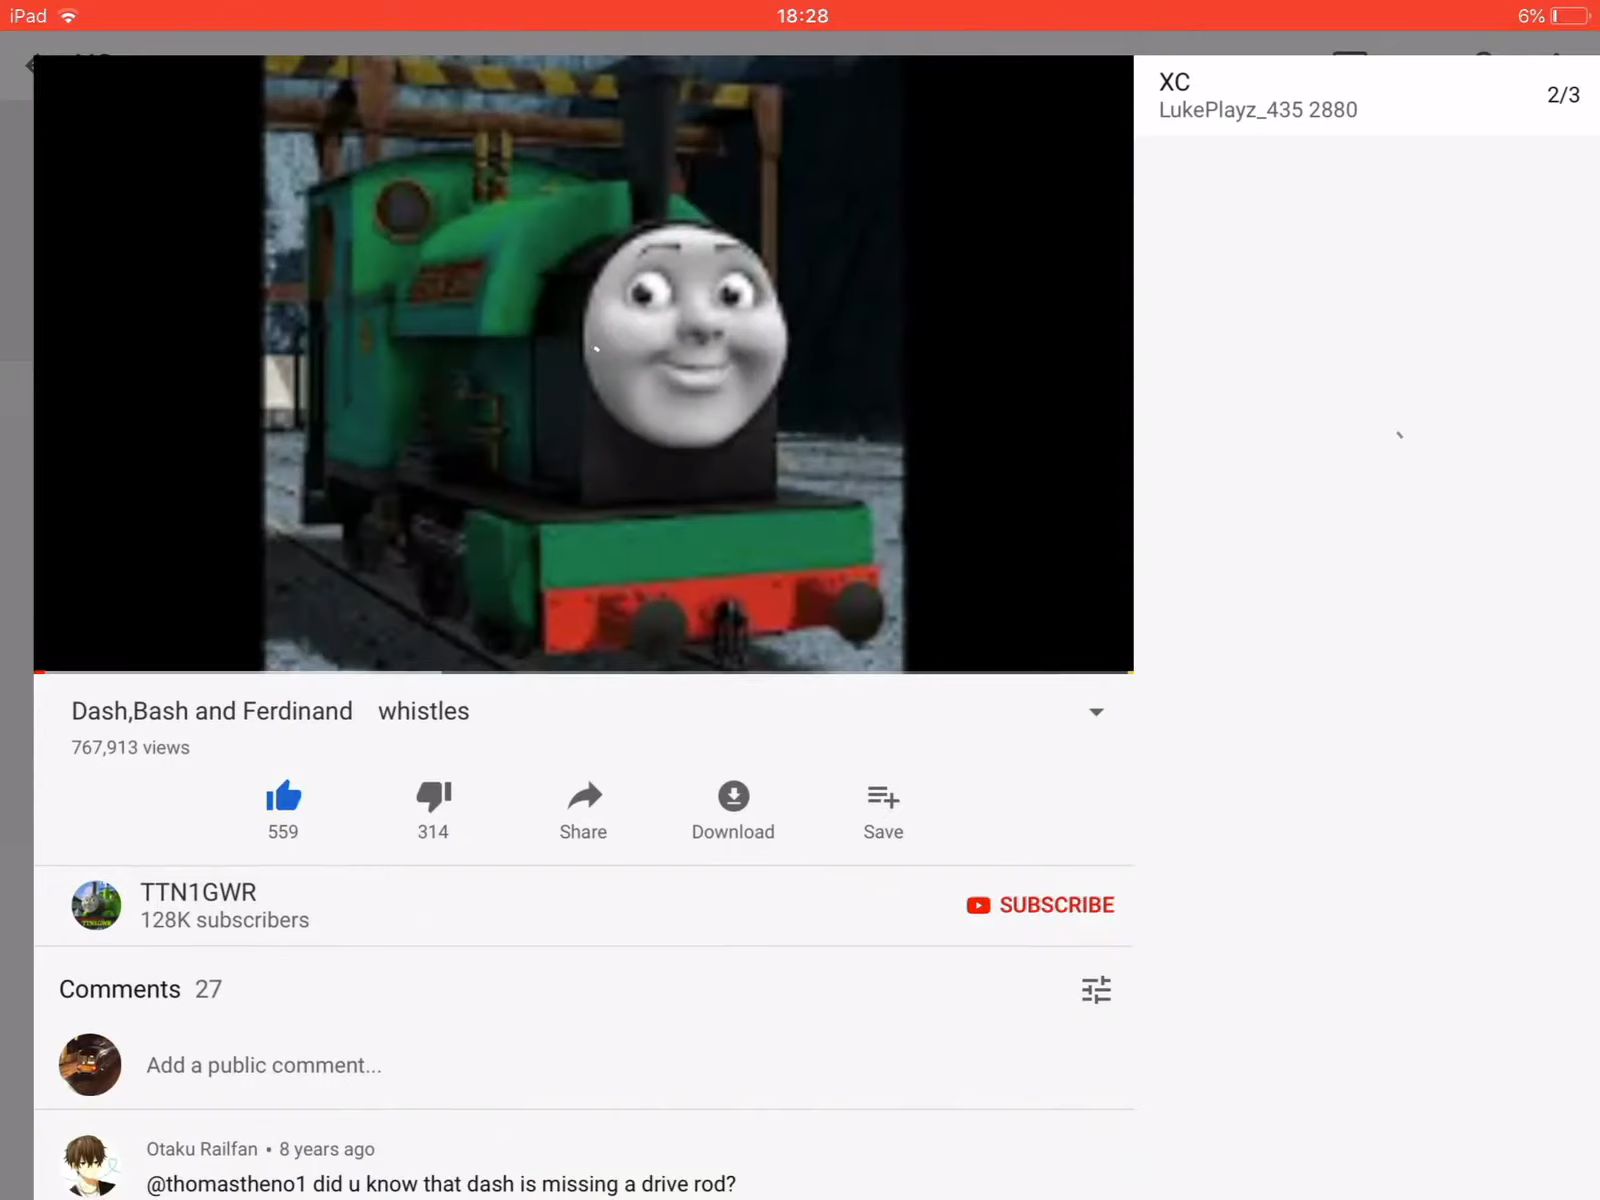 iPad
18:28
6%
XC
LukePlayz_435 2880
2/3
Dash,Bash and Ferdinand whistles
767,913 views
559
314
Share
Download
Save
TTN1GWR
128K subscribers
SUBSCRIBE
Comments 27
Add a public comment...
Otaku Railfan • 8 years ago
@thomastheno1 did u know that dash is missing a drive rod?